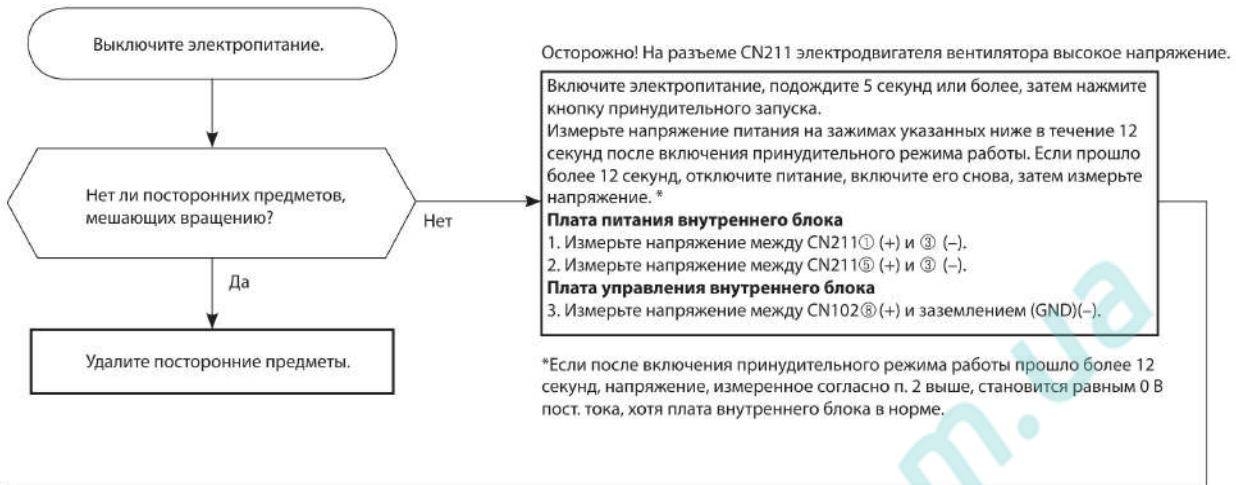 Выключите электропитание.
Нет ли посторонних предметов,
мешающих вращению?
Нет
Да
Удалите посторонние предметы.
Осторожно! На разъеме CN211 электродвигателя вентилятора высокое напряжение.
Включите электропитание, подождите 5 секунд или более, затем нажмите
кнопку принудительного запуска.
Измерьте напряжение питания на зажимах указанных ниже в течение 12
секунд после включения принудительного режима работы. Если прошло
более 12 секунд, отключите питание, включите его снова, затем измерьте
напряжение. *
Плата питания внутреннего блока
1. Измерьте напряжение между CN211① (+) и ③ (–).
2. Измерьте напряжение между CN211⑤ (+) и ③ (–).
Плата управления внутреннего блока
3. Измерьте напряжение между CN102⑧ (+) и заземлением (GND)(–).
*Если после включения принудительного режима работы прошло более 12
секунд, напряжение, измеренное согласно п. 2 выше, становится равным 0 В
пост. тока, хотя плата внутреннего блока в норме.
m.ua